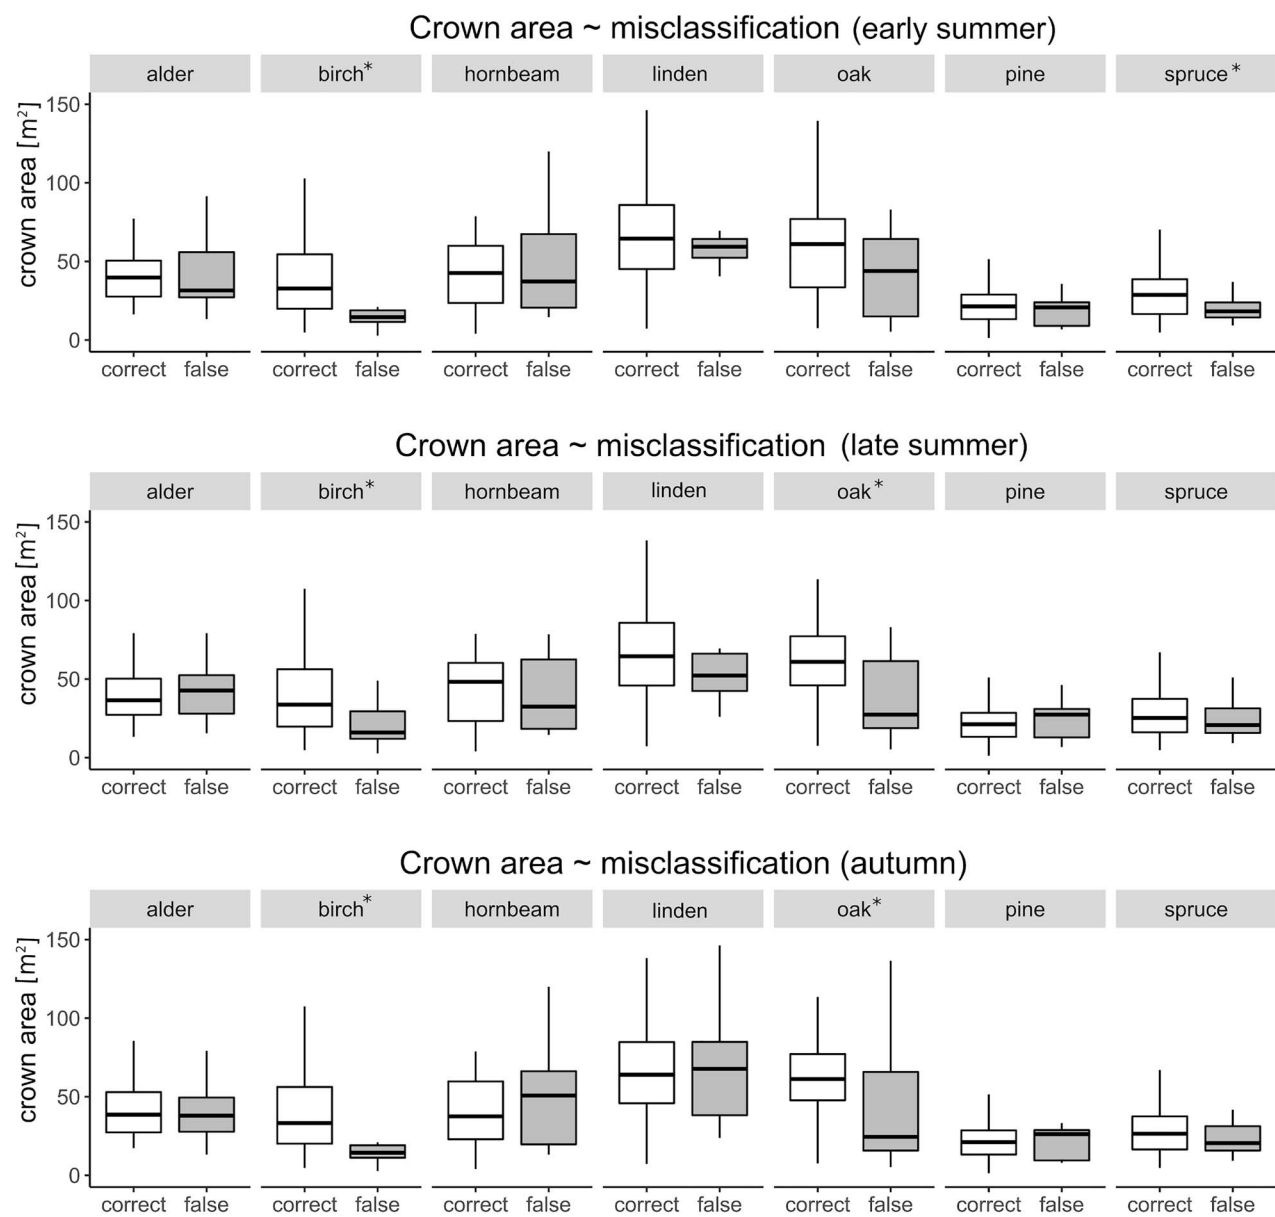 Crown area ~ misclassification (early summer)
alder birch* hornbeam linden oak pine spruce*
crown area [m²]
150
100
50
0
correct false correct false correct false correct false correct false correct false correct false
Crown area ~ misclassification (late summer)
alder birch* hornbeam linden oak* pine spruce
crown area [m²]
150
100
50
0
correct false correct false correct false correct false correct false correct false correct false
Crown area ~ misclassification (autumn)
alder birch* hornbeam linden oak* pine spruce
crown area [m²]
150
100
50
0
correct false correct false correct false correct false correct false correct false correct false